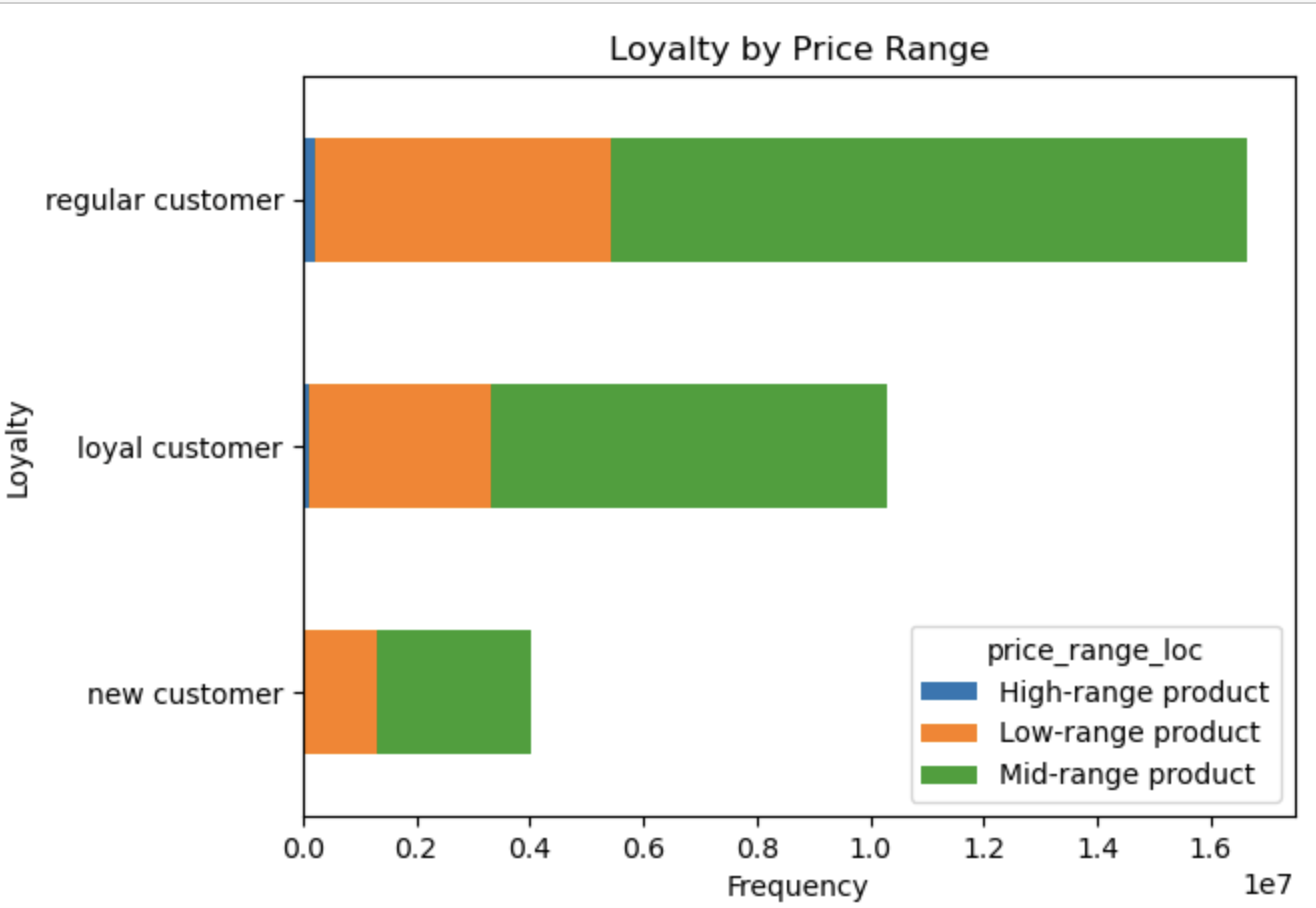 Loyalty by Price Range
regular customer
loyal customer
new customer
Loyalty
price_range_loc
High-range product
Low-range product
Mid-range product
0.0 0.2 0.4 0.6 0.8 1.0 1.2 1.4 1.6
1e7
Frequency